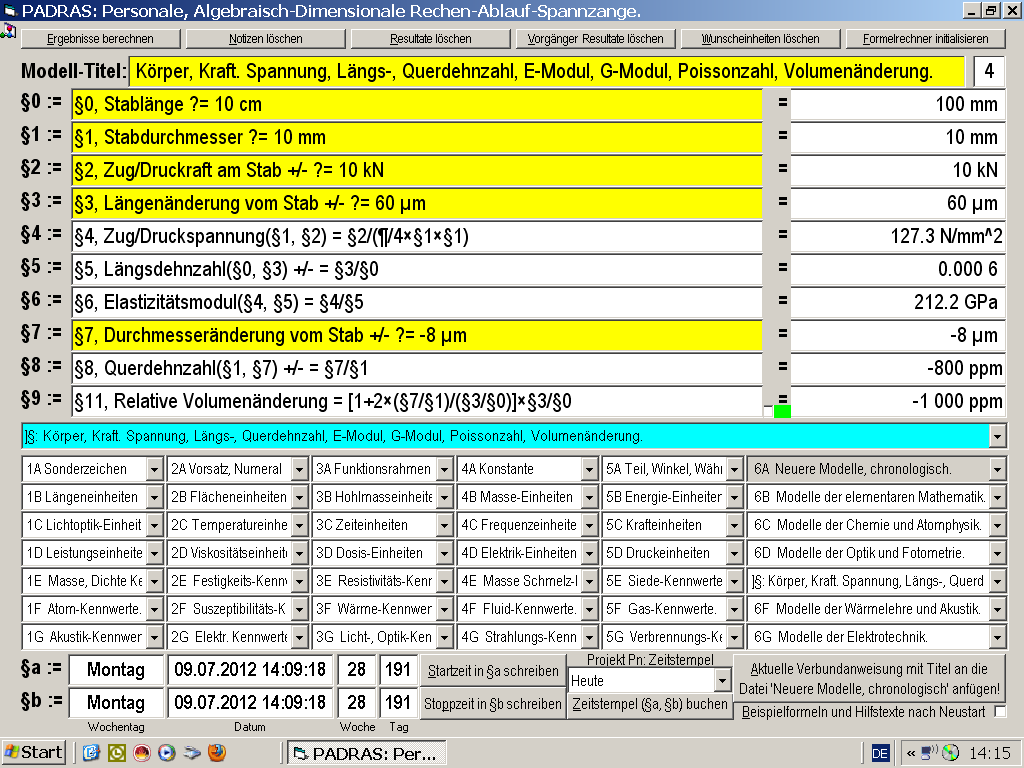 PADRAS: Personale, Algebraisch-Dimensionale Rechen-Ablauf-Spannzange.
Ergebnisse berechnen Notizen löschen Resultate löschen Vorgänger Resultate löschen Wunscheinheiten löschen Formelrechner initialisieren
Modell-Titel: Körper, Kraft. Spannung, Längs-, Querdehnzahl, E-Modul, G-Modul, Poissonzahl, Volumenänderung. 4
§0 := §0, Stablänge ?= 10 cm = 100 mm
§1 := §1, Stabdurchmesser ?= 10 mm = 10 mm
§2 := §2, Zug/Druckraft am Stab +/- ?= 10 kN = 10 kN
§3 := §3, Längenänderung vom Stab +/- ?= 60 µm = 60 µm
§4 := §4, Zug/Druckspannung(§1, §2) = §2/(¶/4×§1×§1) = 127.3 N/mm^2
§5 := §5, Längsdehnzahl(§0, §3) +/- = §3/§0 = 0.000 6
§6 := §6, Elastizitätsmodul(§4, §5) = §4/§5 = 212.2 GPa
§7 := §7, Durchmesseränderung vom Stab +/- ?= -8 µm = -8 µm
§8 := §8, Querdehnzahl(§1, §7) +/- = §7/§1 = -800 ppm
§9 := §11, Relative Volumenänderung = [1+2×(§7/§1)/(§3/§0)]×§3/§0 = -1 000 ppm
]§: Körper, Kraft. Spannung, Längs-, Querdehnzahl, E-Modul, G-Modul, Poissonzahl, Volumenänderung.
1A Sonderzeichen 2A Vorsatz, Numeral 3A Funktionsrahmen 4A Konstante 5A Teil, Winkel, Währ 6A Neuere Modelle, chronologisch.
1B Längeneinheiten 2B Flächeneinheiten 3B Hohlmasseinheite 4B Masse-Einheiten 5B Energie-Einheiter 6B Modelle der elementaren Mathematik.
1C Lichtoptik-Einheit 2C Temperatureinhe 3C Zeiteinheiten 4C Frequenzeinheite 5C Krafteinheiten 6C Modelle der Chemie und Atomphysik.
1D Leistungseinheite 2D Viskositätseinheit 3D Dosis-Einheiten 4D Elektrik-Einheiten 5D Druckeinheiten 6D Modelle der Optik und Fotometrie.
1E Masse, Dichte Ke 2E Festigkeits-Kennw 3E Resistivitäts-Kenr 4E Masse Schmelz-I 5E Siede-Kennwerte ]§: Körper, Kraft. Spannung, Längs-, Querd
1F Atom-Kennwerte. 2F Suszeptibilitäts-K 3F Wärme-Kennwer 4F Fluid-Kennwerte. 5F Gas-Kennwerte. 6F Modelle der Wärmelehre und Akustik.
1G Akustik-Kennwer 2G Elektr. Kennwerte 3G Licht-, Optik-Ken 4G Strahlungs-Kenn 5G Verbrennungs-Ke 6G Modelle der Elektrotechnik.
§a := Montag 09.07.2012 14:09:18 28 191 Startzeit in §a schreiben Projekt Pn: Zeitstempel
Heute
Aktuelle Verbundanweisung mit Titel an die
Datei 'Neuere Modelle, chronologisch' anfügen!
§b := Montag 09.07.2012 14:09:18 28 191 Stoppzeit in §b schreiben Zeitstempel (§a, §b) buchen Beispielformeln und Hilfstexte nach Neustart
Wochentag Datum Woche Tag
Start PADRAS: Per... DE « 14:15